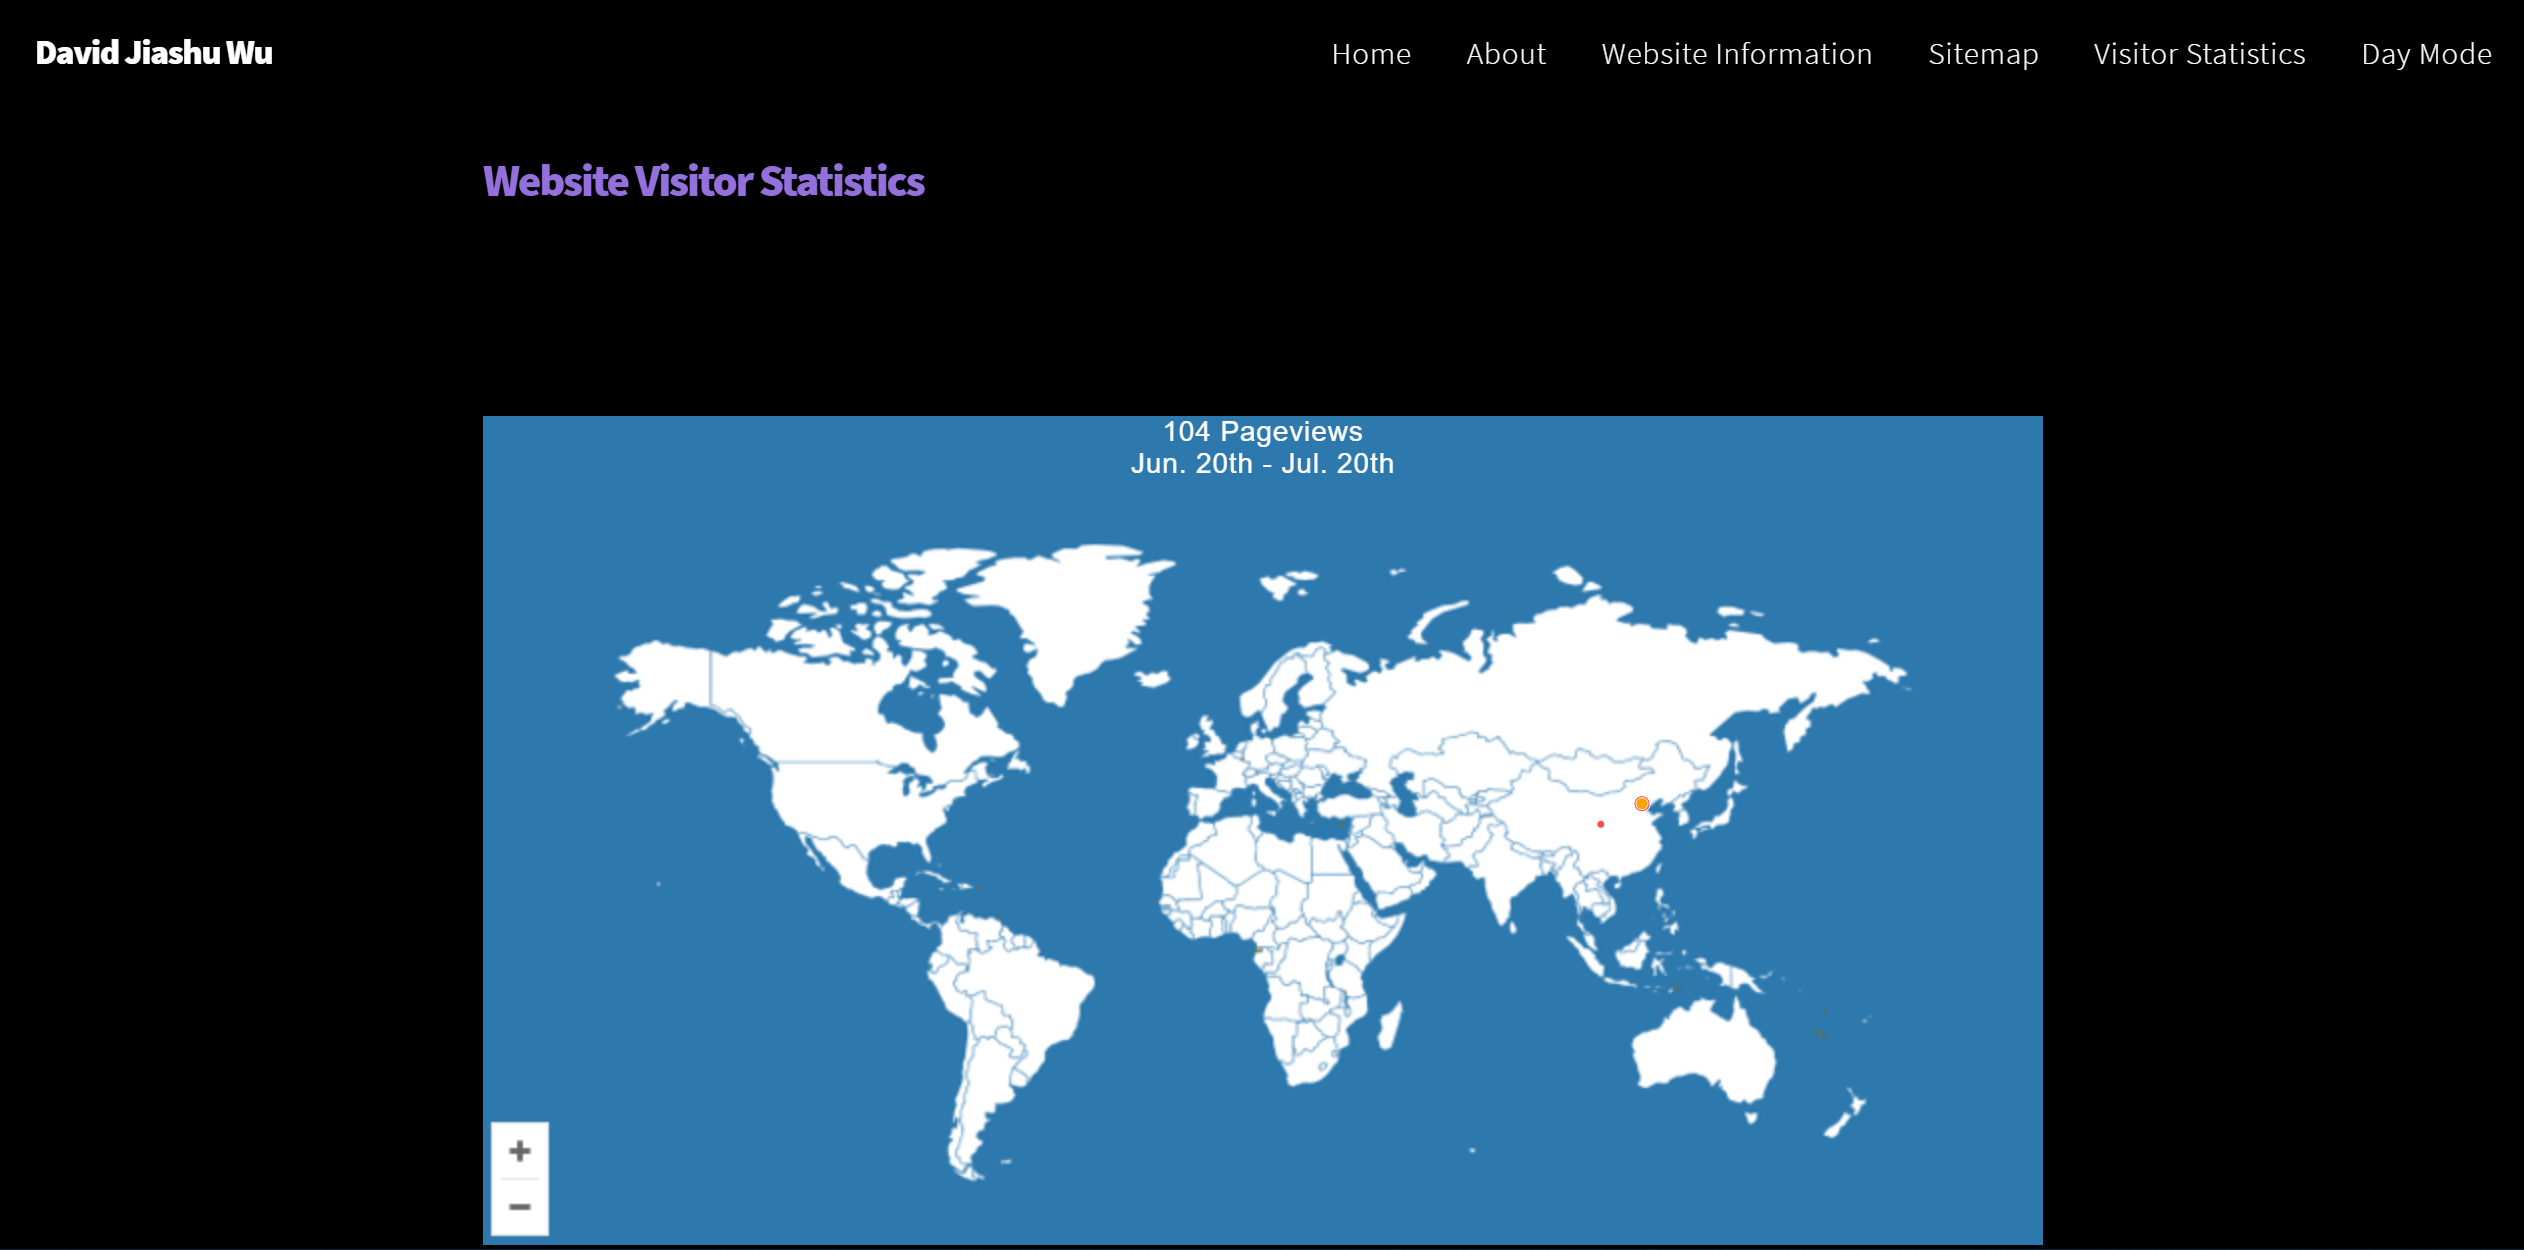 David Jiashu Wu
Home About Website Information Sitemap Visitor Statistics Day Mode
Website Visitor Statistics
104 Pageviews
Jun. 20th - Jul. 20th
+
−